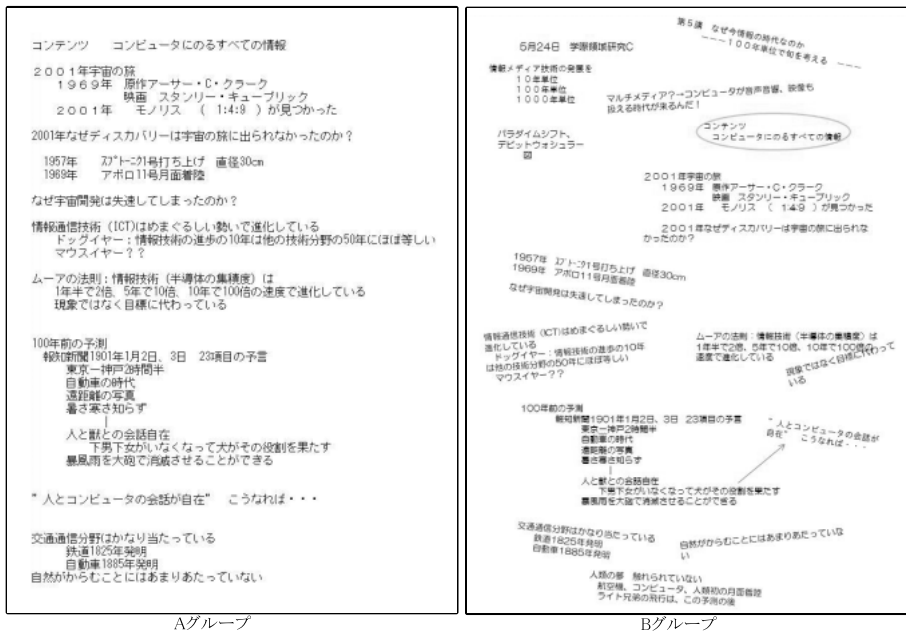 コンテンツ　コンピュータにのるすべての情報
２００１年宇宙の旅
１９６９年　原作アーサー・C・クラーク
映画　スタンリー・キューブリック
２００１年　モノリス　（　1:4:9　）が見つかった
2001年なぜディスカバリーは宇宙の旅に出られなかったのか？
1957年　ｽﾌﾟﾄｰﾆｸ1号打ち上げ　直径30cm
1969年　アポロ11号月面着陸
なぜ宇宙開発は失速してしまったのか？
情報通信技術（ICT)はめまぐるしい勢いで進化している
ドッグイヤー：情報技術の進歩の10年は他の技術分野の50年にほぼ等しい
マウスイヤー？？
ムーアの法則：情報技術（半導体の集積度）は
1年半で2倍、5年で10倍、10年で100倍の速度で進化している
現象ではなく目標に代わっている
100年前の予測
報知新聞1901年1月2日、3日　23項目の予言
東京ー神戸2時間半
自動車の時代
遠距離の写真
暑さ寒さ知らず
｜
人と獣との会話自在
下男下女がいなくなって犬がその役割を果たす
暴風雨を大砲で消滅させることができる
”人とコンピュータの会話が自在”　こうなれば・・・
交通通信分野はかなり当たっている
鉄道1825年発明
自動車1885年発明
自然がからむことにはあまりあたっていない
Aグループ
第５講　なぜ今情報の時代なのか
ーーー１００年単位で旬を考える　ーーー
5月24日　学際領域研究C
情報メディア技術の発展を
１０年単位
１００年単位
１０００年単位
マルチメディア？→コンピュータが音声音響、映像も
扱える時代が来るんだ！
パラダイムシフト、
デビットウォシュラー
図
コンテンツ
コンピュータにのるすべての情報
２００１年宇宙の旅
１９６９年　原作アーサー・C・クラーク
映画　スタンリー・キューブリック
２００１年　モノリス　（　1:4:9　）が見つかった
２００１年なぜディスカバリーは宇宙の旅に出られな
かったのか？
1957年　ｽﾌﾟﾄｰﾆｸ1号打ち上げ　直径30cm
1969年　アポロ11号月面着陸
なぜ宇宙開発は失速してしまったのか？
情報通信技術（ICT)はめまぐるしい勢いで
進化している
ドッグイヤー：情報技術の進歩の10年
は他の技術分野の50年にほぼ等しい
マウスイヤー？？
ムーアの法則：情報技術（半導体の集積度）は
1年半で2倍、5年で10倍、10年で100倍の
速度で進化している
現象ではなく目標に代わって
いる
100年前の予測
報知新聞1901年1月2日、3日　23項目の予言
東京ー神戸2時間半
自動車の時代
遠距離の写真
暑さ寒さ知らず
｜
人と獣との会話自在
下男下女がいなくなって犬がその役割を果たす
暴風雨を大砲で消滅させることができる
”人とコンピュータの会話が
自在”　こうなれば・・・
交通通信分野はかなり当たっている
鉄道1825年発明
自動車1885年発明
自然がからむことにはあまりあたっていな
い
人類の夢　触れられていない
航空機、コンピュータ、人類初の月面着陸
ライト兄弟の飛行は、この予測の後
Bグループ